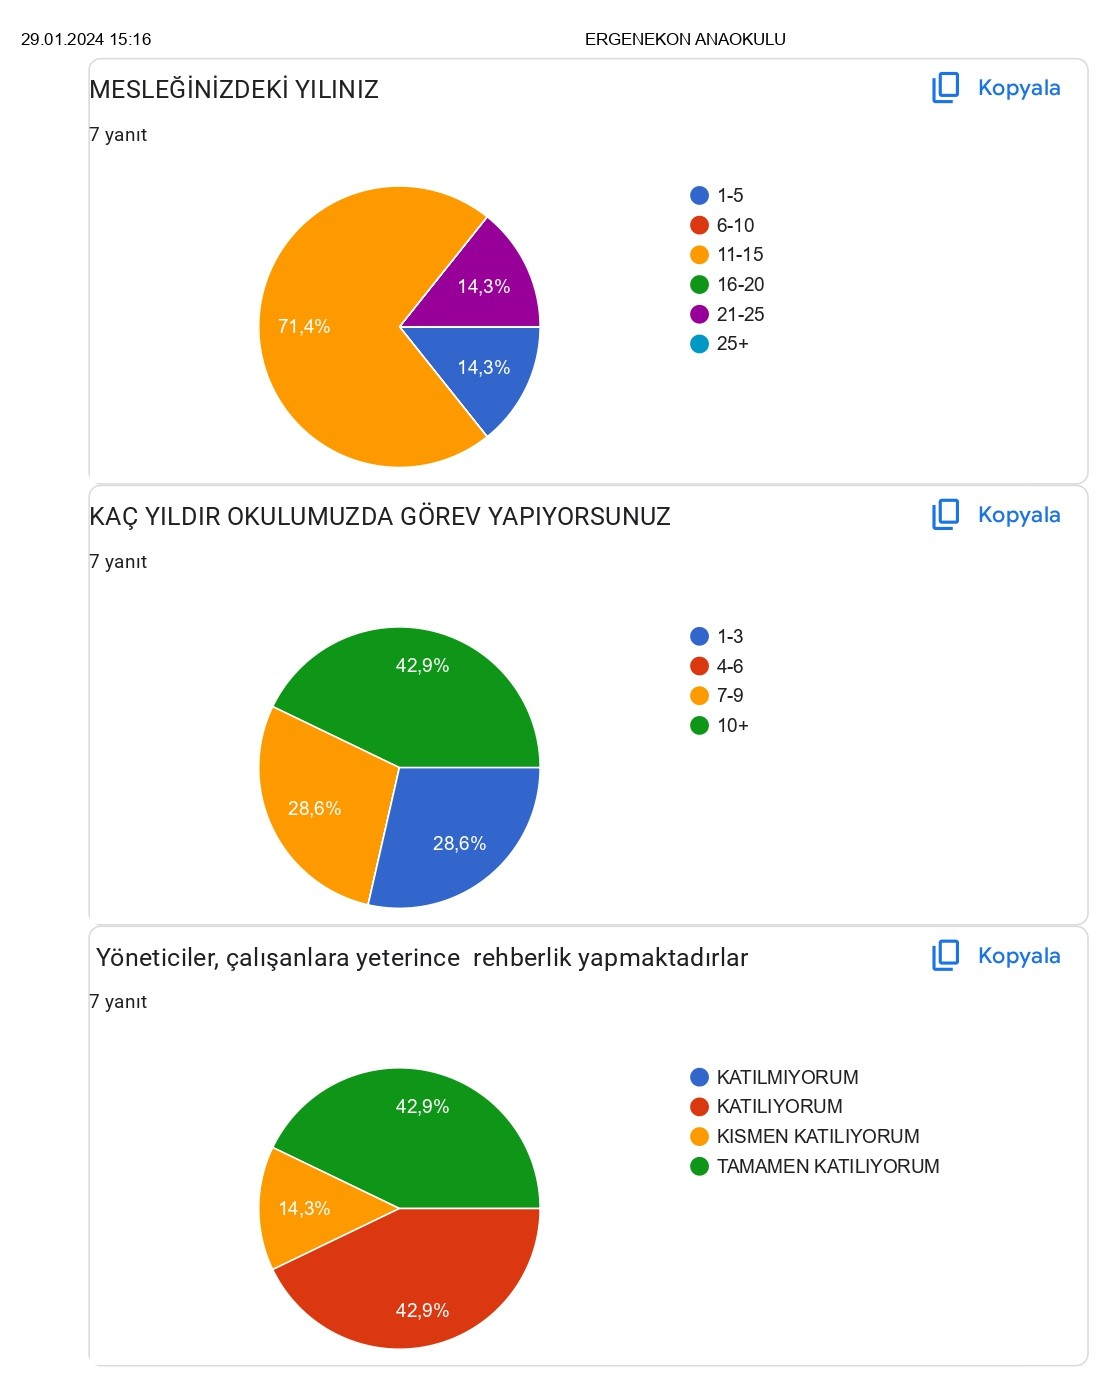 29.01.2024 15:16
ERGENEKON ANAOKULU
MESLEĞİNİZDEKİ YILINIZ
Kopyala
7 yanıt
71,4%
14,3%
14,3%
1-5
6-10
11-15
16-20
21-25
25+
KAÇ YILDIR OKULUMUZDA GÖREV YAPIYORSUNUZ
Kopyala
7 yanıt
42,9%
28,6%
28,6%
1-3
4-6
7-9
10+
Yöneticiler, çalışanlara yeterince  rehberlik yapmaktadırlar
Kopyala
7 yanıt
42,9%
14,3%
42,9%
KATILMIYORUM
KATILIYORUM
KISMEN KATILIYORUM
TAMAMEN KATILIYORUM